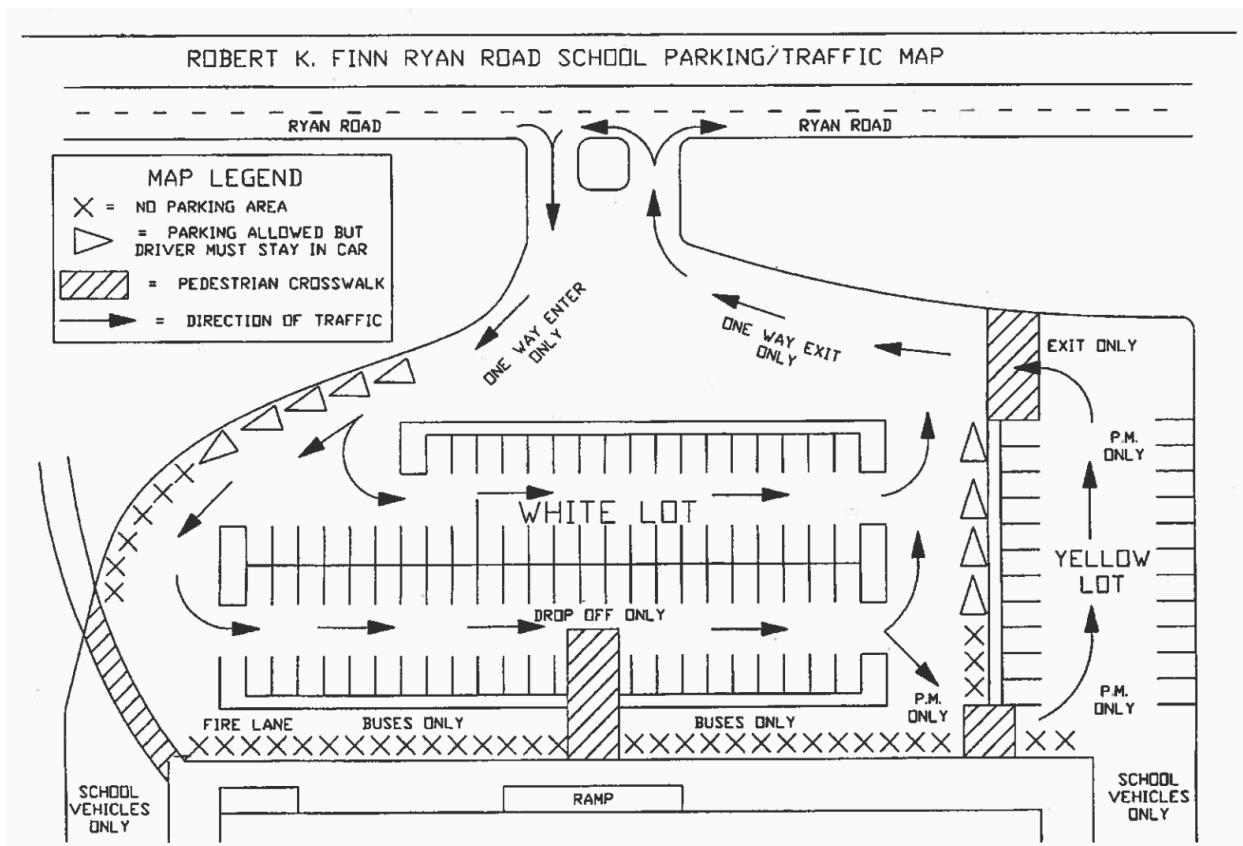 ROBERT K. FINN RYAN ROAD SCHOOL PARKING/TRAFFIC MAP
RYAN ROAD
RYAN ROAD
MAP LEGEND
= NO PARKING AREA
= PARKING ALLOWED BUT
DRIVER MUST STAY IN CAR
= PEDESTRIAN CROSSWALK
= DIRECTION OF TRAFFIC
ONE WAY ENTER
ONLY
ONE WAY EXIT
ONLY
EXIT ONLY
P.M.
ONLY
WHITE LOT
YELLOW
LOT
DROP OFF ONLY
P.M.
ONLY
P.M.
ONLY
FIRE LANE
BUSES ONLY
BUSES ONLY
SCHOOL
VEHICLES
ONLY
RAMP
SCHOOL
VEHICLES
ONLY